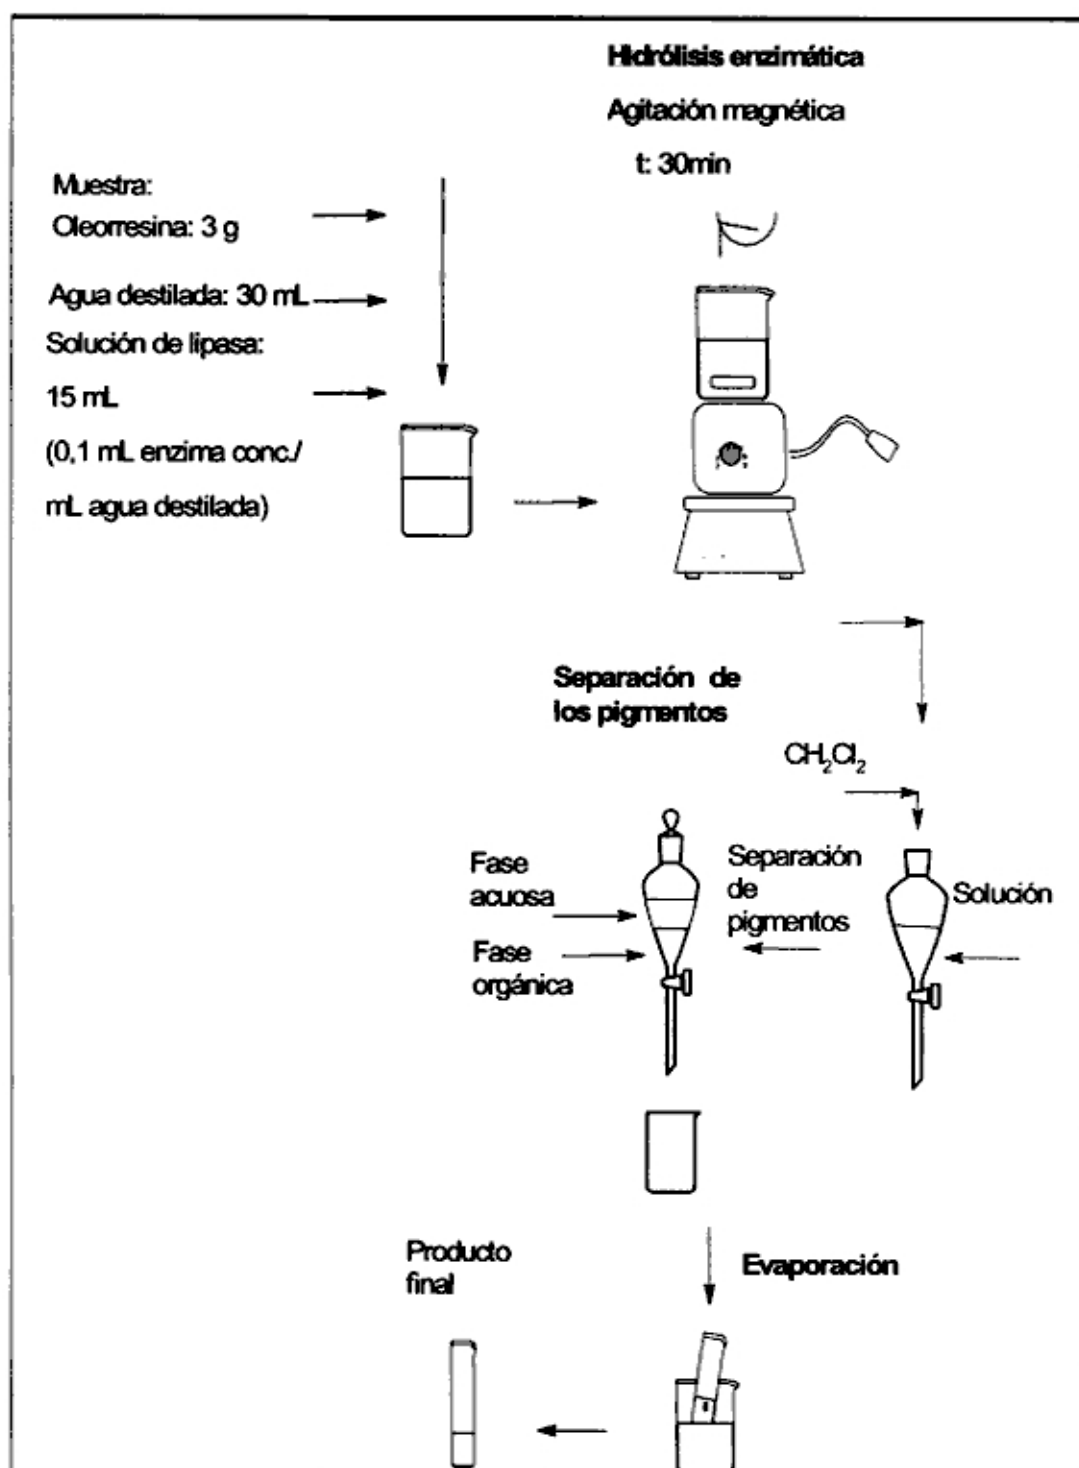 Hidrólisis enzimática
Agitación magnética
t: 30min
Muestra:
Oleorresina: 3 g
Agua destilada: 30 mL
Solución de lipasa:
15 mL
(0,1 mL enzima conc./
mL agua destilada)
Separación de
los pigmentos
CH₂Cl₂
Fase
acuosa
Fase
orgánica
Separación
de
pigmentos
Solución
Producto
final
Evaporación